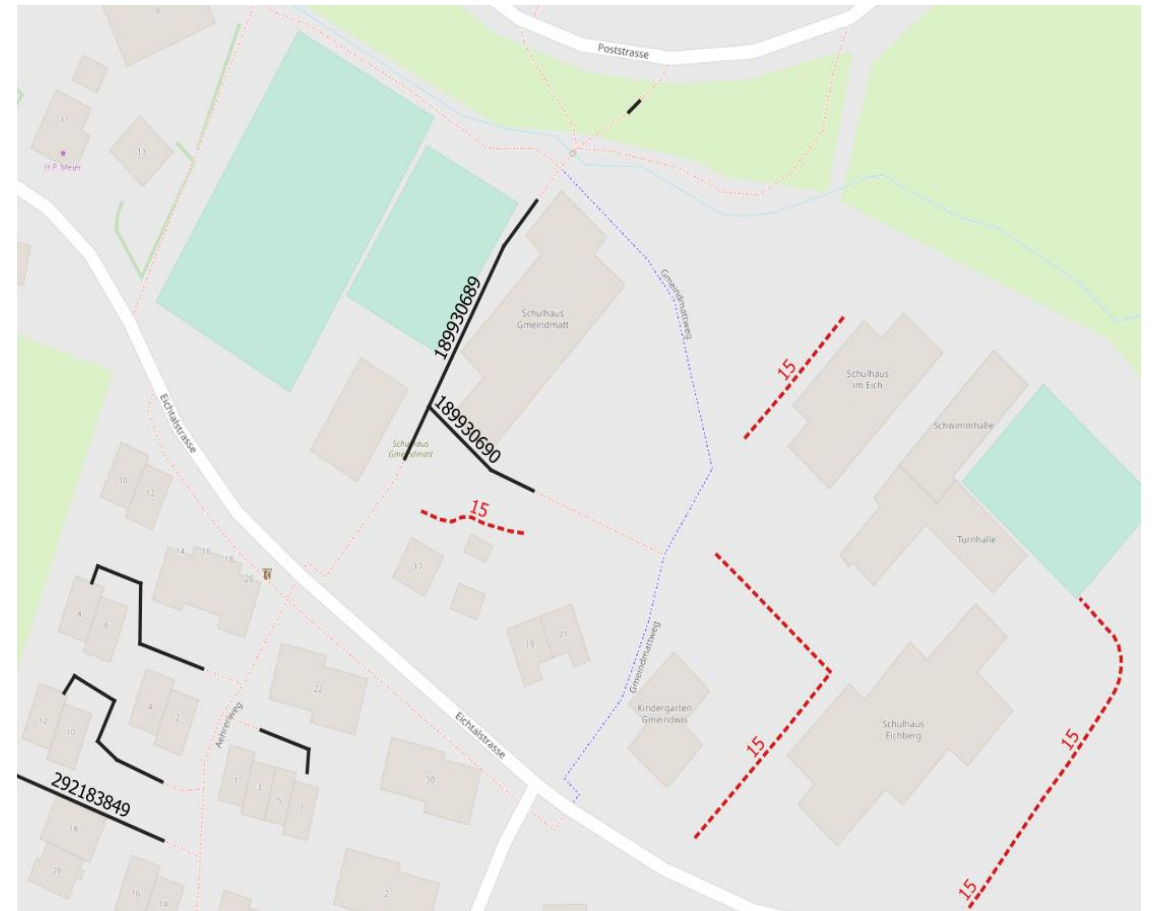 9
Poststrasse
11
H.P. Meier
13
189930689
Schulhaus
Gmeindmatt
Gmeindmattweg
15
Schulhaus
im Eich
Eichtalstrasse
189930690
Schulhaus
Gmeindmatt
Schwimmhalle
10
12
15
Turnhalle
14
16
18
20
17
8
6
19
21
Gmeindmattweg
22
4
2
12
10
Aehrenweg
Kindergarten
Gmeindwis
Schulhaus
Eichberg
Eichtalstrasse
15
15
30
1
3
5
7
292183849
18
20
16
14
2
15